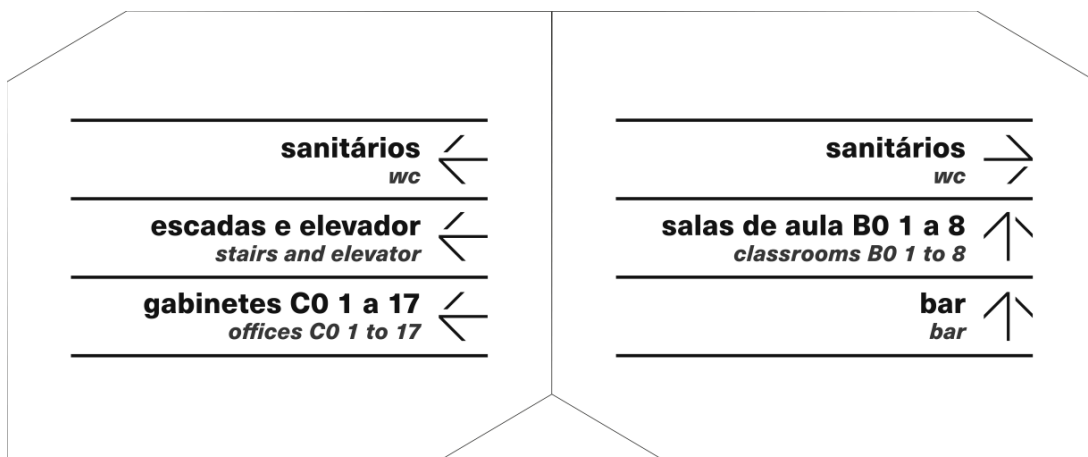 sanitários
wc
escadas e elevador
stairs and elevator
gabinetes C0 1 a 17
offices C0 1 to 17
sanitários
wc
salas de aula B0 1 a 8
classrooms B0 1 to 8
bar
bar